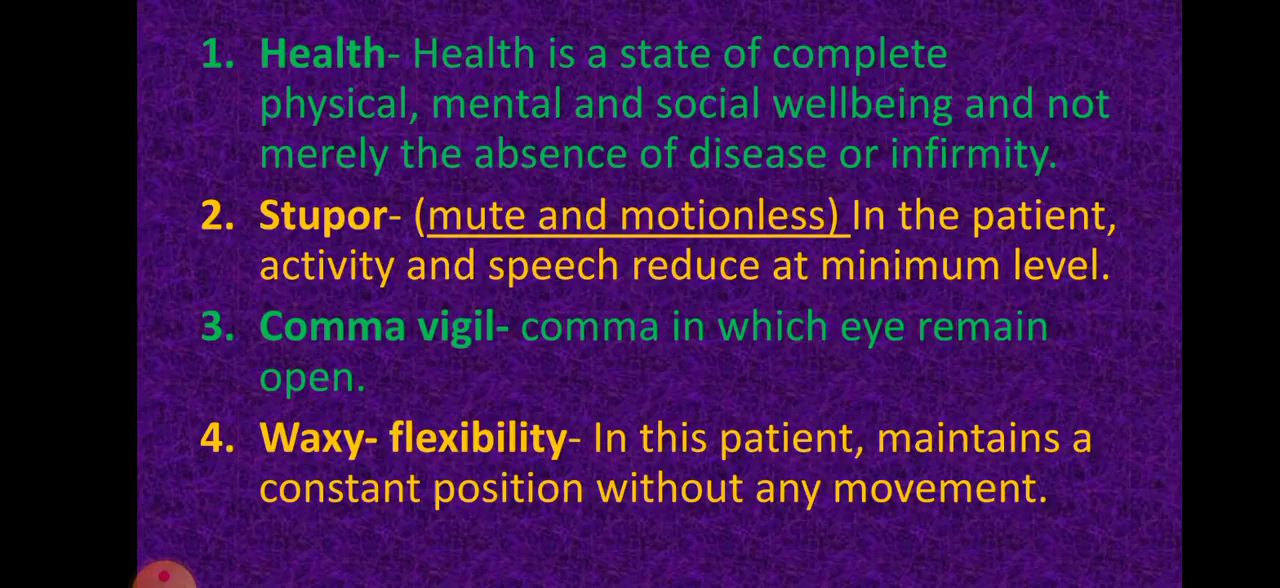 1. Health- Health is a state of complete
physical, mental and social wellbeing and not
merely the absence of disease or infirmity.
2. Stupor- (mute and motionless) In the patient,
activity and speech reduce at minimum level.
3. Comma vigil- comma in which eye remain
open.
4. Waxy- flexibility- In this patient, maintains a
constant position without any movement.